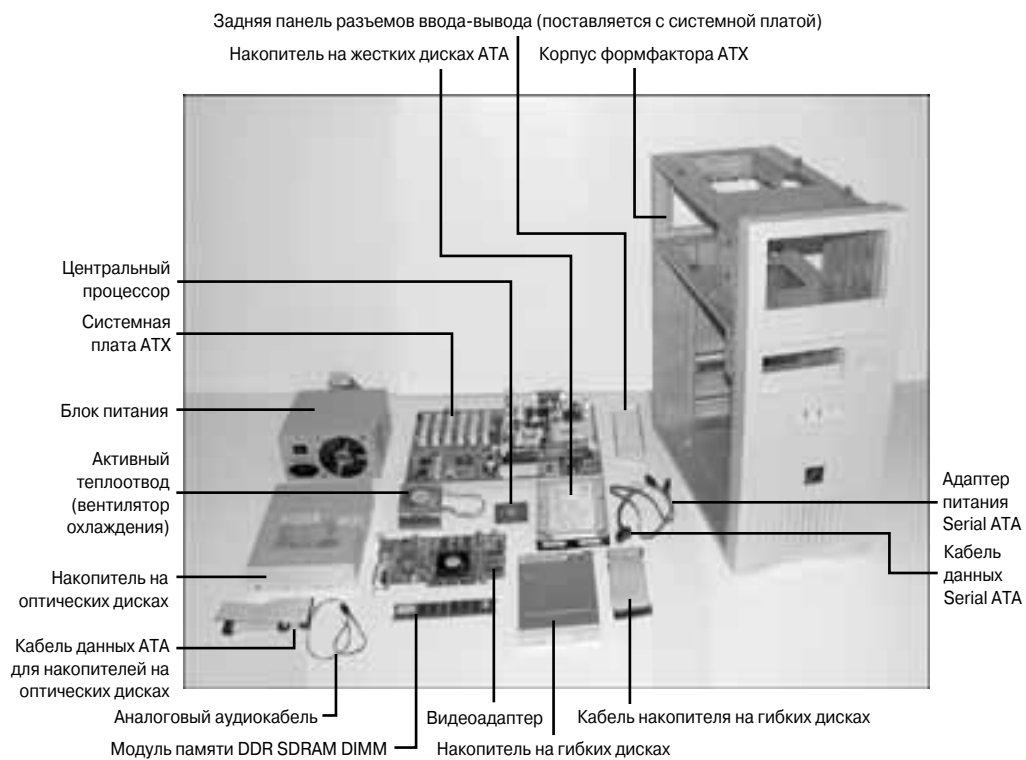 Задняя панель разъемов ввода-вывода (поставляется с системной платой)
Накопитель на жестких дисках ATA
Корпус формфактора ATX
Центральный
процессор
Системная
плата ATX
Блок питания
Активный
теплоотвод
(вентилятор
охлаждения)
Накопитель на
оптических дисках
Кабель данных ATA
для накопителей на
оптических дисках
Адаптер
питания
Serial ATA
Кабель
данных
Serial ATA
Аналоговый аудиокабель
Видеоадаптер
Кабель накопителя на гибких дисках
Модуль памяти DDR SDRAM DIMM
Накопитель на гибких дисках